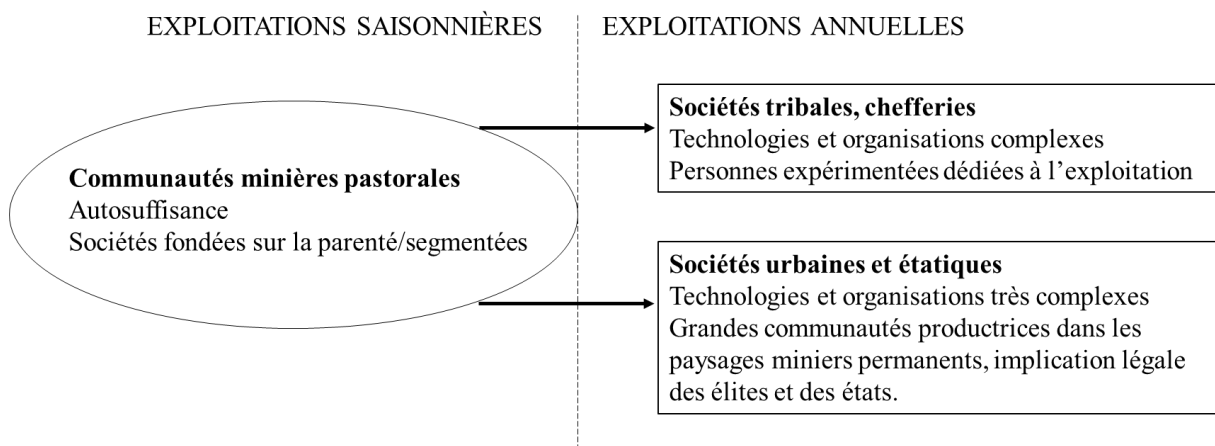 EXPLOITATIONS SAISONNIÈRES
EXPLOITATIONS ANNUELLES
Communautés minières pastorales
Autosuffisance
Sociétés fondées sur la parenté/segmentées
Sociétés tribales, chefferies
Technologies et organisations complexes
Personnes expérimentées dédiées à l’exploitation
Sociétés urbaines et étatiques
Technologies et organisations très complexes
Grandes communautés productrices dans les
paysages miniers permanents, implication légale
des élites et des états.